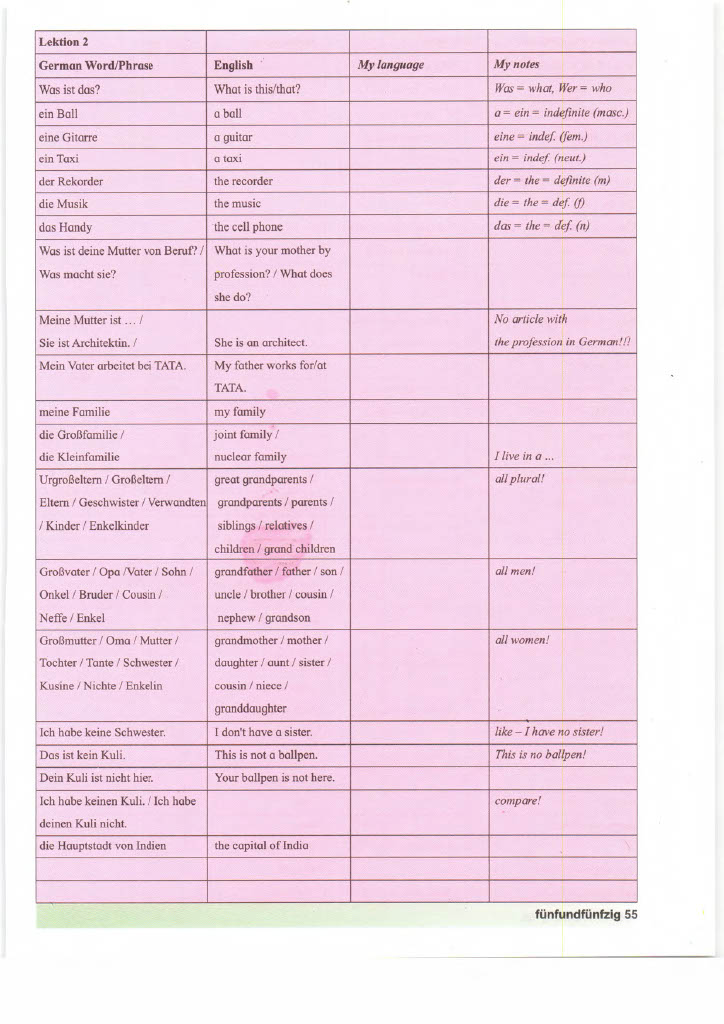 Lektion 2
German Word/Phrase English My language My notes
Was ist das? What is this/that? Was = what, Wer = who
ein Ball a ball a = ein = indefinite (masc.)
eine Gitarre a guitar eine = indef. (fem.)
ein Taxi a taxi ein = indef. (neut.)
der Rekorder the recorder der = the = definite (m)
die Musik the music die = the = def. (f)
das Handy the cell phone das = the = def. (n)
Was ist deine Mutter von Beruf? / What is your mother by
Was macht sie? profession? / What does
she do?
Meine Mutter ist ... / No article with
Sie ist Architektin. / She is an architect. the profession in German!!!
Mein Vater arbeitet bei TATA. My father works for/at
TATA.
meine Familie my family
die Großfamilie / joint family /
die Kleinfamilie nuclear family I live in a ...
Urgroßeltern / Großeltern / great grandparents / all plural!
Eltern / Geschwister / Verwandten grandparents / parents /
/ Kinder / Enkelkinder siblings / relatives /
children / grand children
Großvater / Opa /Vater / Sohn / grandfather / father / son / all men!
Onkel / Bruder / Cousin / uncle / brother / cousin /
Neffe / Enkel nephew / grandson
Großmutter / Oma / Mutter / grandmother / mother / all women!
Tochter / Tante / Schwester / daughter / aunt / sister /
Kusine / Nichte / Enkelin cousin / niece /
granddaughter
Ich habe keine Schwester. I don't have a sister. like – I have no sister!
Das ist kein Kuli. This is not a ballpen. This is no ballpen!
Dein Kuli ist nicht hier. Your ballpen is not here.
Ich habe keinen Kuli. / Ich habe compare!
deinen Kuli nicht.
die Hauptstadt von Indien the capital of India
fünfundfünfzig 55